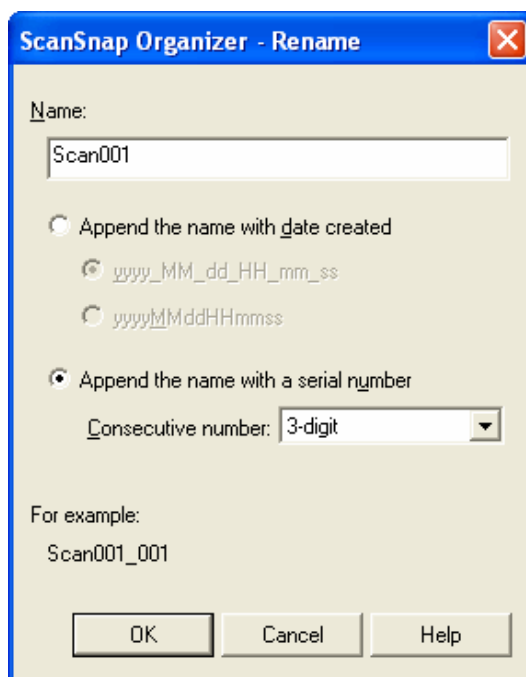 ScanSnap Organizer - Rename
Name:
Scan001
Append the name with date created
yyyy_MM_dd_HH_mm_ss
yyyyMMddHHmmss
Append the name with a serial number
Consecutive number: 3-digit
For example:
Scan001_001
OK Cancel Help